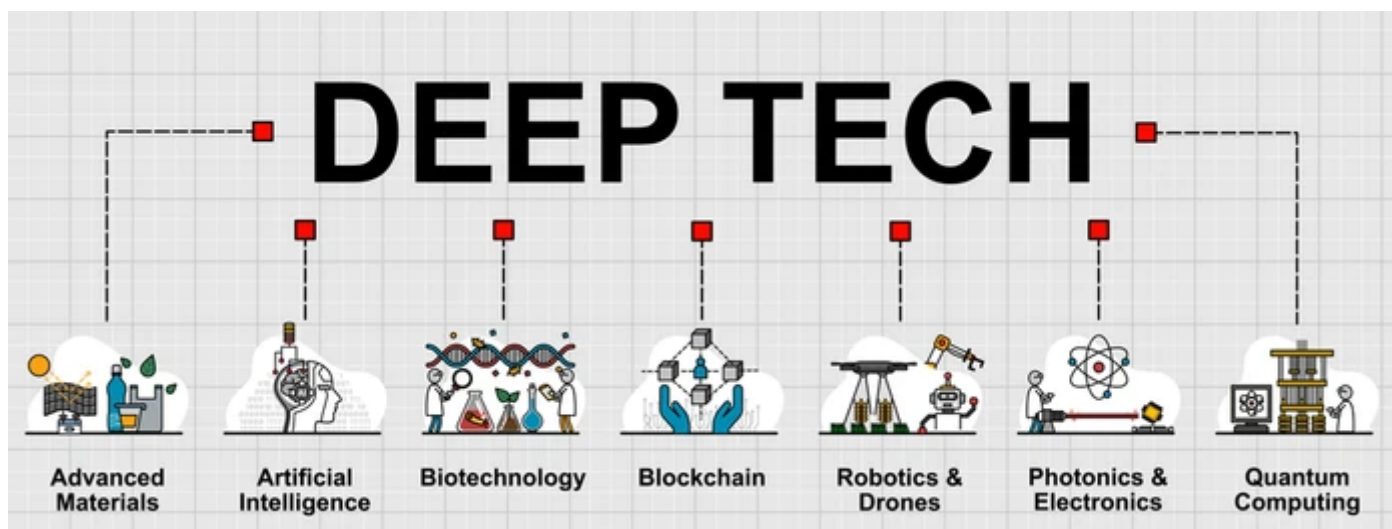 DEEP TECH
Advanced
Materials
Artificial
Intelligence
Biotechnology
Blockchain
Robotics &
Drones
Photonics &
Electronics
Quantum
Computing